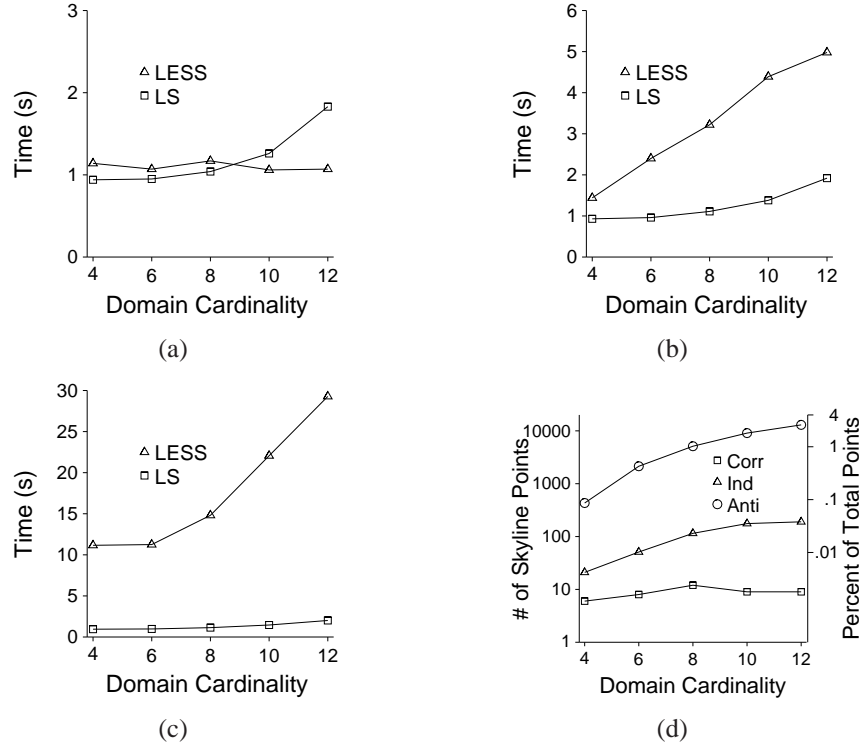 3
2
1
0
Time (s)
LESS
LS
4 6 8 10 12
Domain Cardinality
(a)
6
5
4
3
2
1
0
Time (s)
LESS
LS
4 6 8 10 12
Domain Cardinality
(b)
30
25
20
15
10
5
0
Time (s)
LESS
LS
4 6 8 10 12
Domain Cardinality
(c)
10000
1000
100
10
1
# of Skyline Points
Corr
Ind
Anti
4
1
.1
.01
Percent of Total Points
4 6 8 10 12
Domain Cardinality
(d)